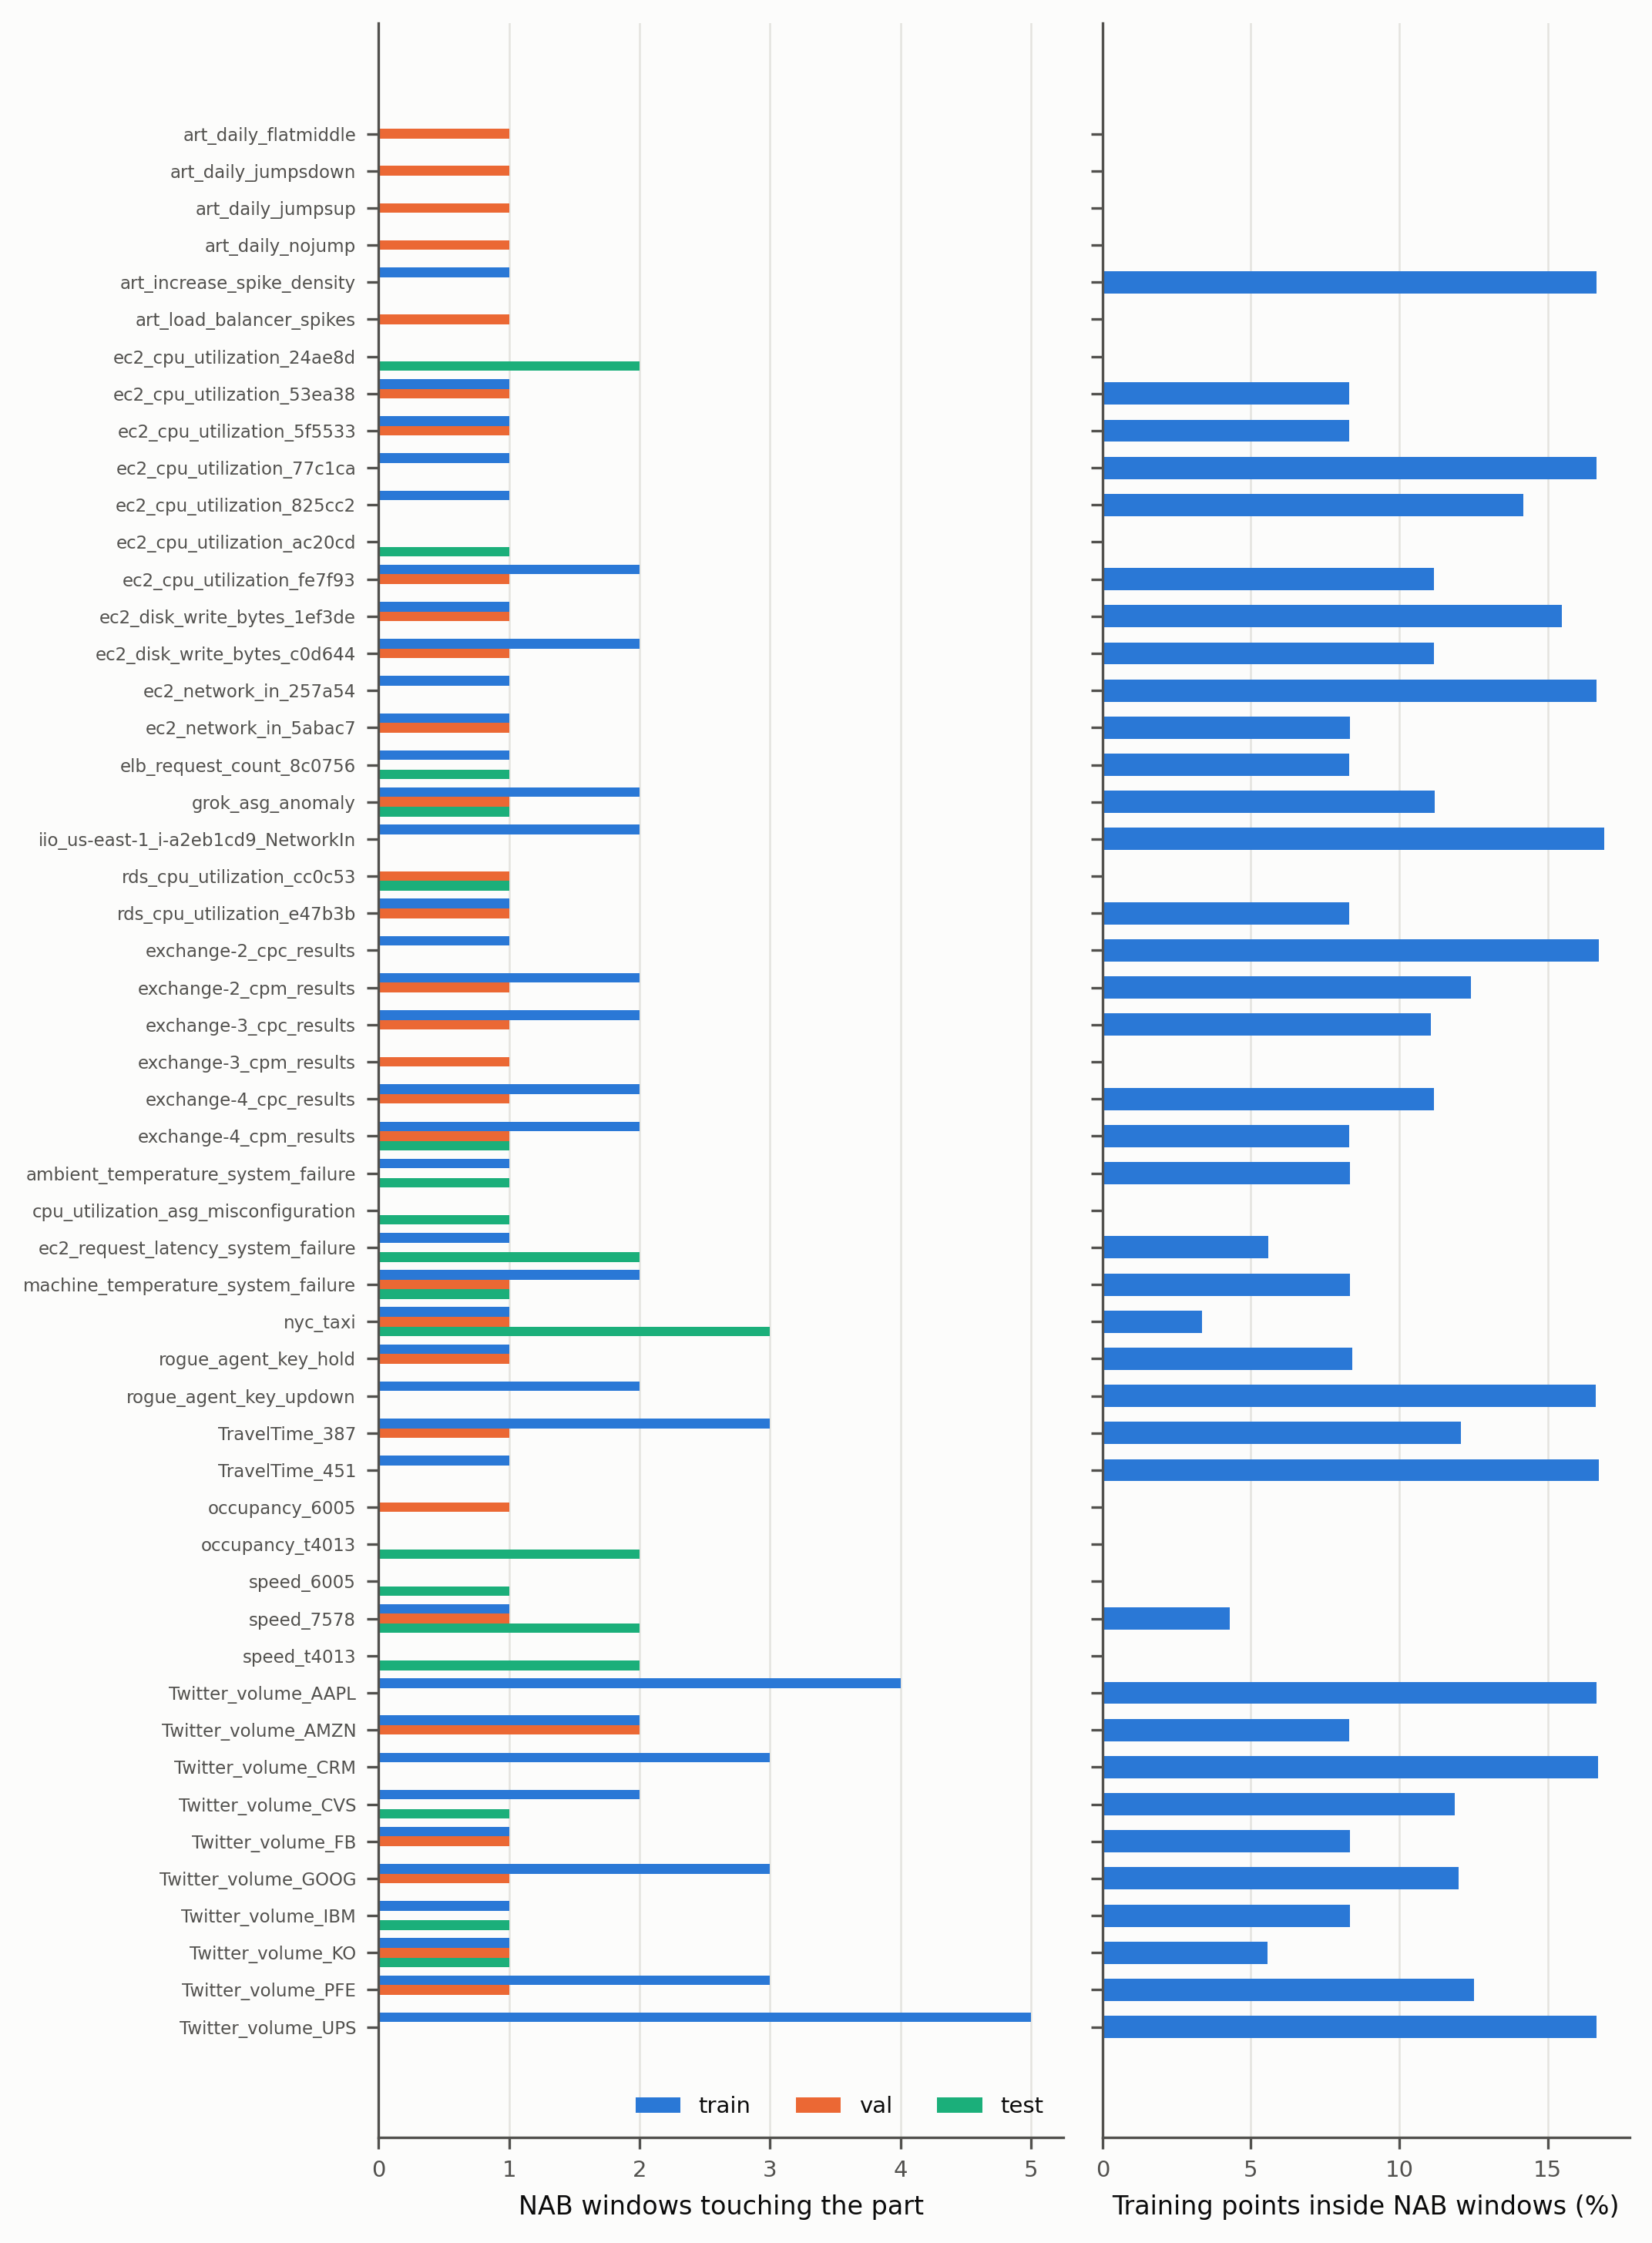 art_daily_flatmiddle
art_daily_jumpsdown
art_daily_jumpsup
art_daily_nojump
art_increase_spike_density
art_load_balancer_spikes
ec2_cpu_utilization_24ae8d
ec2_cpu_utilization_53ea38
ec2_cpu_utilization_5f5533
ec2_cpu_utilization_77c1ca
ec2_cpu_utilization_825cc2
ec2_cpu_utilization_ac20cd
ec2_cpu_utilization_fe7f93
ec2_disk_write_bytes_1ef3de
ec2_disk_write_bytes_c0d644
ec2_network_in_257a54
ec2_network_in_5abac7
elb_request_count_8c0756
grok_asg_anomaly
iio_us-east-1_i-a2eb1cd9_NetworkIn
rds_cpu_utilization_cc0c53
rds_cpu_utilization_e47b3b
exchange-2_cpc_results
exchange-2_cpm_results
exchange-3_cpc_results
exchange-3_cpm_results
exchange-4_cpc_results
exchange-4_cpm_results
ambient_temperature_system_failure
cpu_utilization_asg_misconfiguration
ec2_request_latency_system_failure
machine_temperature_system_failure
nyc_taxi
rogue_agent_key_hold
rogue_agent_key_updown
TravelTime_387
TravelTime_451
occupancy_6005
occupancy_t4013
speed_6005
speed_7578
speed_t4013
Twitter_volume_AAPL
Twitter_volume_AMZN
Twitter_volume_CRM
Twitter_volume_CVS
Twitter_volume_FB
Twitter_volume_GOOG
Twitter_volume_IBM
Twitter_volume_KO
Twitter_volume_PFE
Twitter_volume_UPS
train val test
0 1 2 3 4 5
NAB windows touching the part
0 5 10 15
Training points inside NAB windows (%)